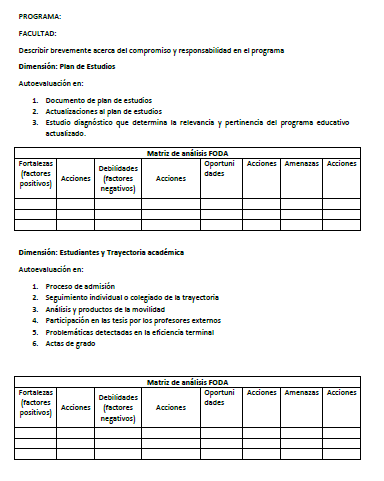 PROGRAMA:
FACULTAD:
Describir brevemente acerca del compromiso y responsabilidad en el programa
Dimensión: Plan de Estudios
Autoevaluación en:
1. Documento de plan de estudios
2. Actualizaciones al plan de estudios
3. Estudio diagnóstico que determina la relevancia y pertinencia del programa educativo
actualizado.
Matriz de análisis FODA
Fortalezas (factores positivos) Acciones Debilidades (factores negativos) Acciones Oportuni dades Acciones Amenazas Acciones
Dimensión: Estudiantes y Trayectoria académica
Autoevaluación en:
1. Proceso de admisión
2. Seguimiento individual o colegiado de la trayectoria
3. Análisis y productos de la movilidad
4. Participación en las tesis por los profesores externos
5. Problemáticas detectadas en la eficiencia terminal
6. Actas de grado
Matriz de análisis FODA
Fortalezas (factores positivos) Acciones Debilidades (factores negativos) Acciones Oportuni dades Acciones Amenazas Acciones